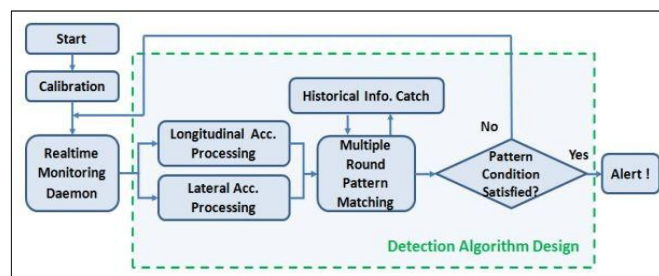 Start
Calibration
Realtime
Monitoring
Daemon
Longitudinal Acc.
Processing
Lateral Acc.
Processing
Historical Info. Catch
Multiple
Round
Pattern
Matching
No
Pattern
Condition
Satisfied?
Yes
Alert !
Detection Algorithm Design